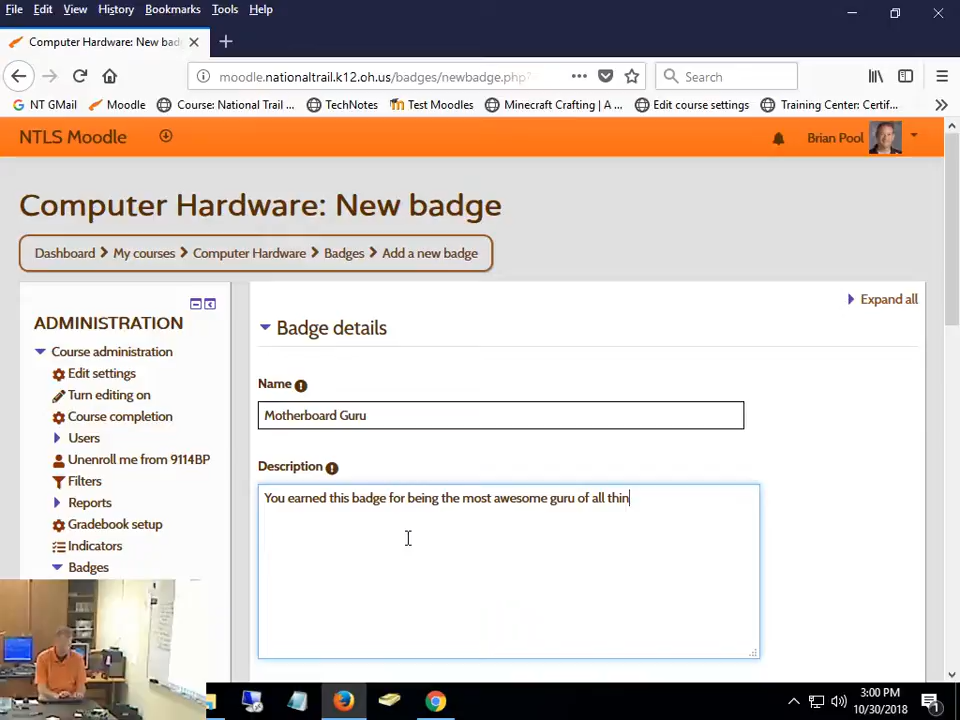 File Edit View History Bookmarks Tools Help
Computer Hardware: New bad
moodle.nationaltrail.k12.oh.us/badges/newbadge.php?
Search
NT GMail Moodle Course: National Trail ... TechNotes Test Moodles Minecraft Crafting | A ... Edit course settings Training Center: Certif...
NTLS Moodle
Brian Pool
Computer Hardware: New badge
Dashboard My courses Computer Hardware Badges Add a new badge
Expand all
ADMINISTRATION
Course administration
Edit settings
Turn editing on
Course completion
Users
Unenroll me from 9114BP
Filters
Reports
Gradebook setup
Indicators
Badges
Badge details
Name
Motherboard Guru
Description
You earned this badge for being the most awesome guru of all thin
3:00 PM
10/30/2018
1